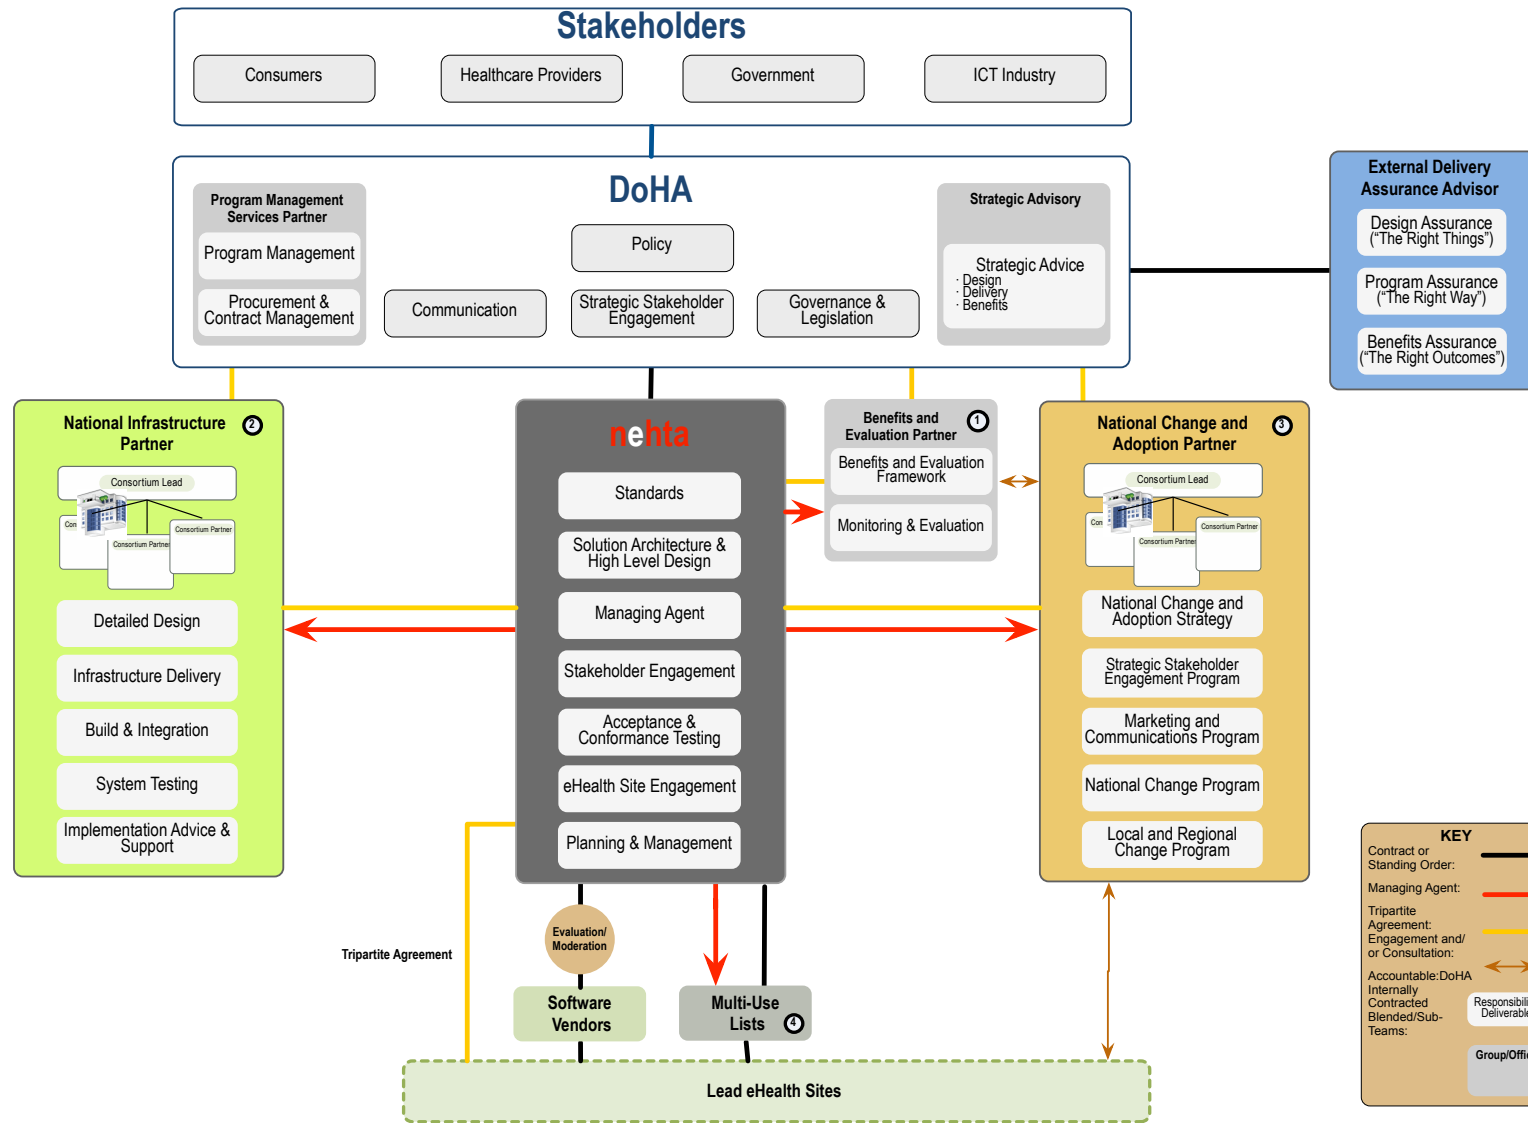 Stakeholders
Consumers
Healthcare Providers
Government
ICT Industry
DoHA
Program Management
Services Partner
Program Management
Procurement &
Contract Management
Policy
Communication
Strategic Stakeholder
Engagement
Governance &
Legislation
Strategic Advisory
Strategic Advice
· Design
· Delivery
· Benefits
External Delivery
Assurance Advisor
Design Assurance
(“The Right Things”)
Program Assurance
(“The Right Way”)
Benefits Assurance
(“The Right Outcomes”)
National Infrastructure
Partner
2
Consortium Lead
Con
Consortium Partner
Consortium Partner
Detailed Design
Infrastructure Delivery
Build & Integration
System Testing
Implementation Advice &
Support
nehta
Standards
Solution Architecture &
High Level Design
Managing Agent
Stakeholder Engagement
Acceptance &
Conformance Testing
eHealth Site Engagement
Planning & Management
Benefits and
Evaluation Partner
1
Benefits and Evaluation
Framework
Monitoring & Evaluation
National Change and
Adoption Partner
3
Consortium Lead
Con
Consortium Partner
Consortium Partner
National Change and
Adoption Strategy
Strategic Stakeholder
Engagement Program
Marketing and
Communications Program
National Change Program
Local and Regional
Change Program
Tripartite Agreement
Evaluation/
Moderation
Software
Vendors
Multi-Use
Lists
4
Lead eHealth Sites
KEY
Contract or
Standing Order:
Managing Agent:
Tripartite
Agreement:
Engagement and/
or Consultation:
Accountable:DoHA
Internally
Contracted
Blended/Sub-
Teams:
Responsibili
Deliverable
Group/Offic